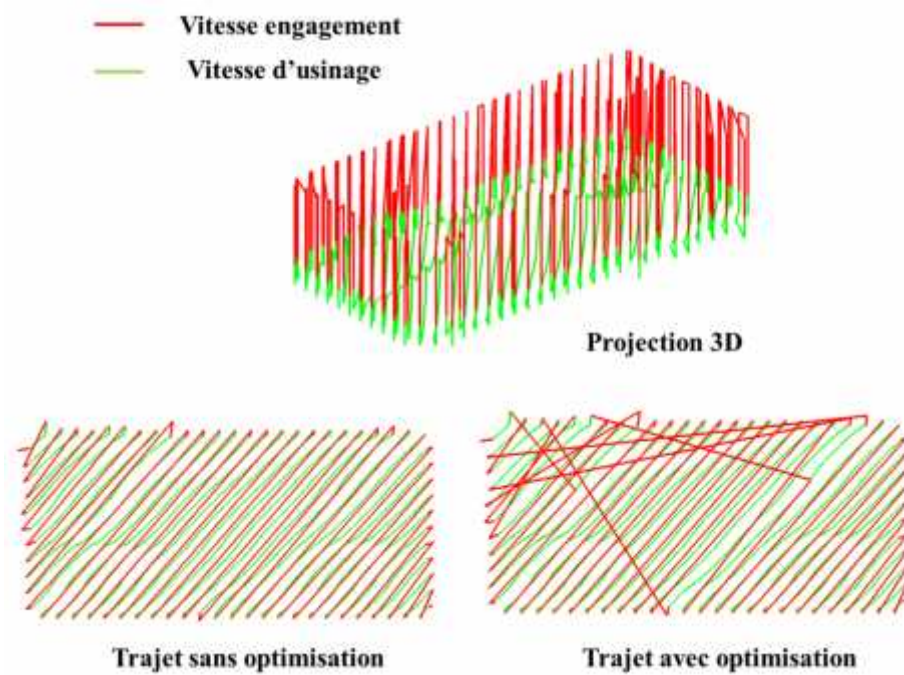 Vitesse engagement
Vitesse d’usinage
Projection 3D
Trajet sans optimisation
Trajet avec optimisation